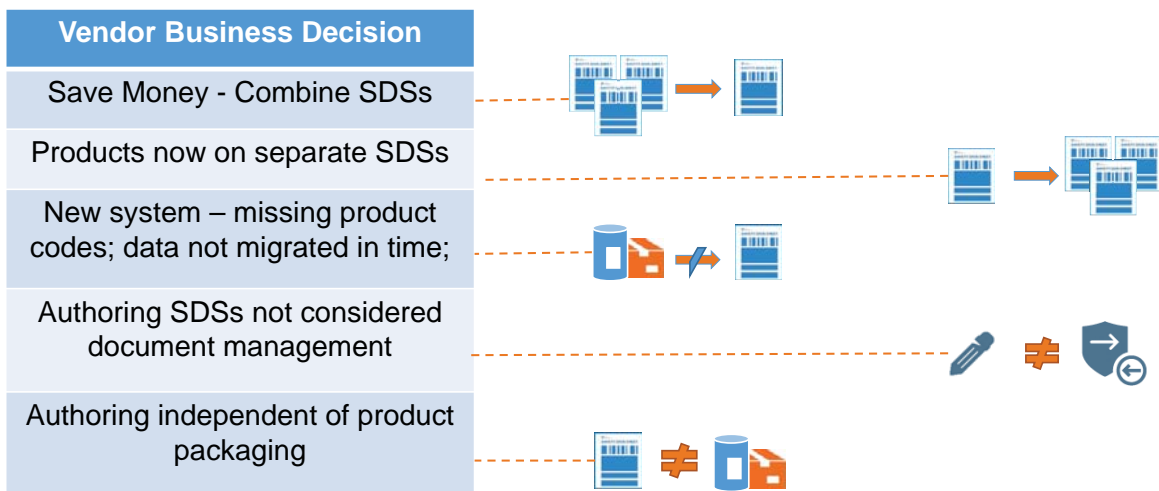 Vendor Business Decision
Save Money - Combine SDSs
Products now on separate SDSs
New system – missing product
codes; data not migrated in time;
Authoring SDSs not considered
document management
Authoring independent of product
packaging